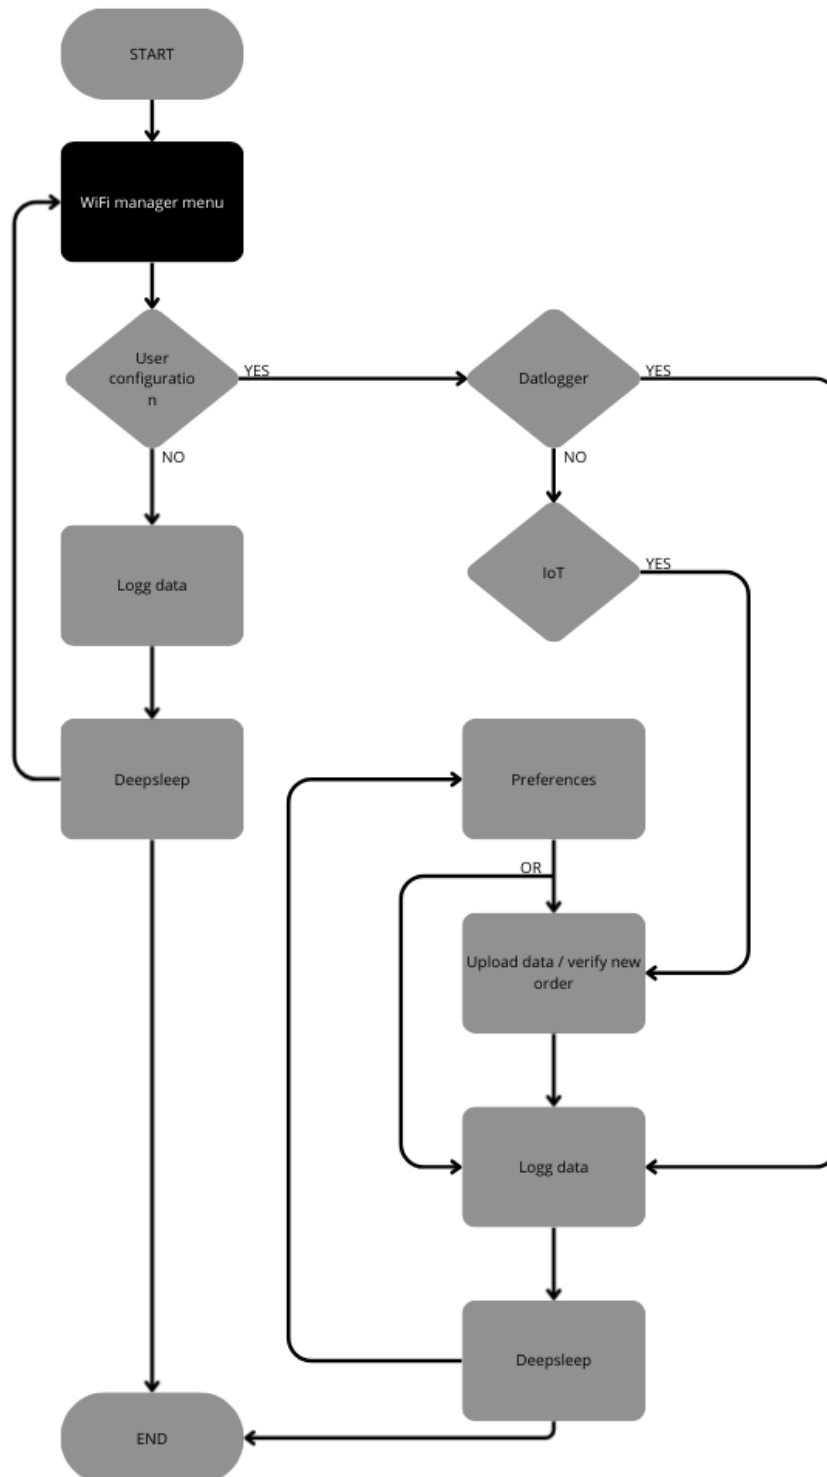 START
WiFi manager menu
User
configuratio
n
YES
Datlogger
YES
NO
NO
IoT
YES
Logg data
Deepsleep
Preferences
OR
Upload data / verify new
order
Logg data
Deepsleep
END